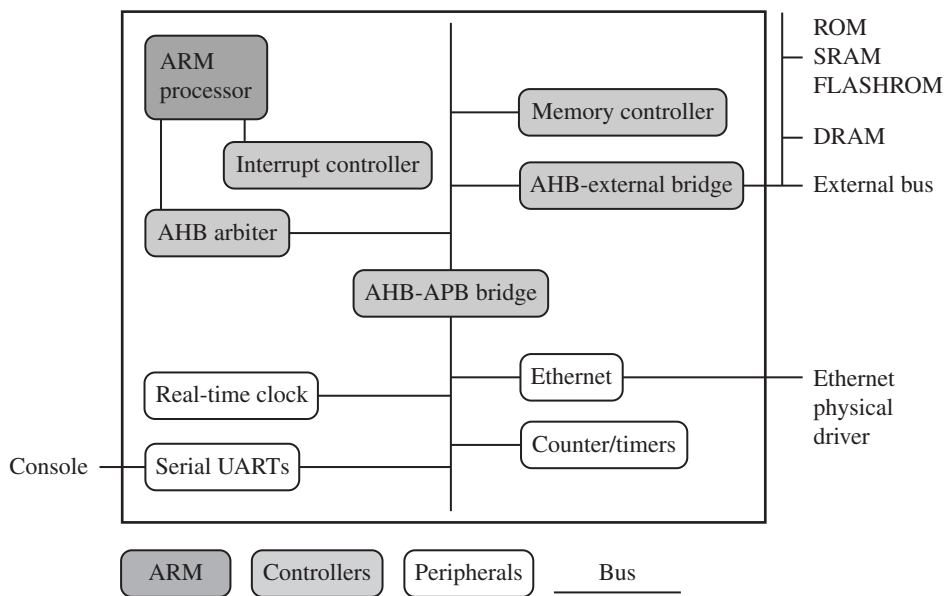 ROM
SRAM
FLASHROM
DRAM
External bus
ARM
processor
Memory controller
Interrupt controller
AHB-external bridge
AHB arbiter
AHB-APB bridge
Ethernet
Ethernet
physical
driver
Real-time clock
Counter/timers
Console
Serial UARTs
ARM
Controllers
Peripherals
Bus